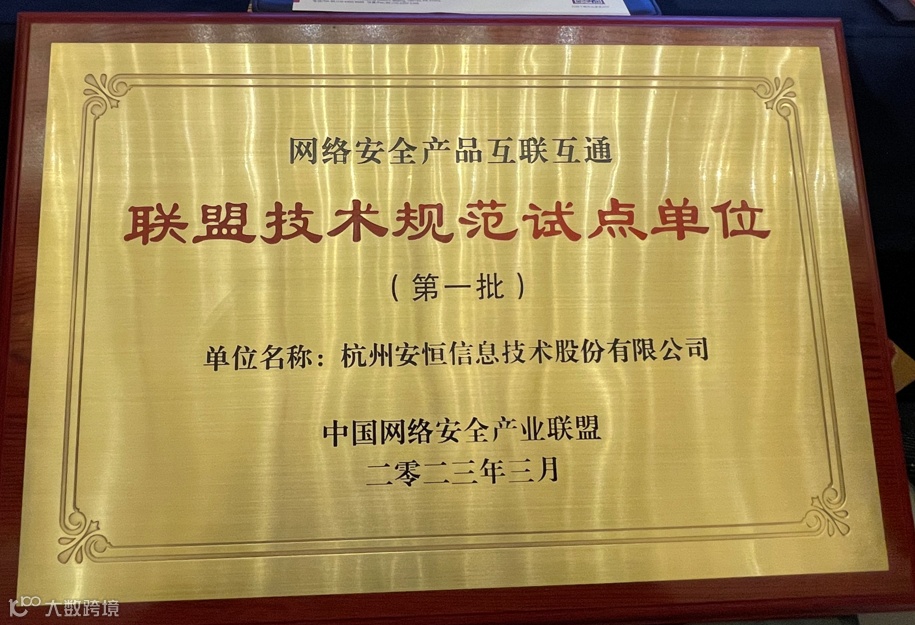 网络安全产品互联互通
联盟技术规范试点单位
（第一批）
单位名称：杭州安恒信息技术股份有限公司
中国网络安全产业联盟
二零二三年三月
大数跨境